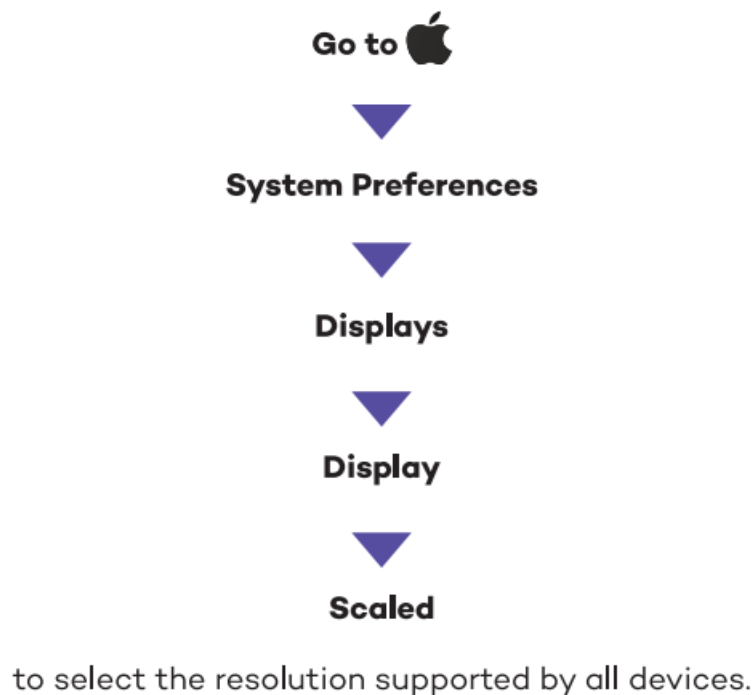 Go to
System Preferences
Displays
Display
Scaled
to select the resolution supported by all devices.